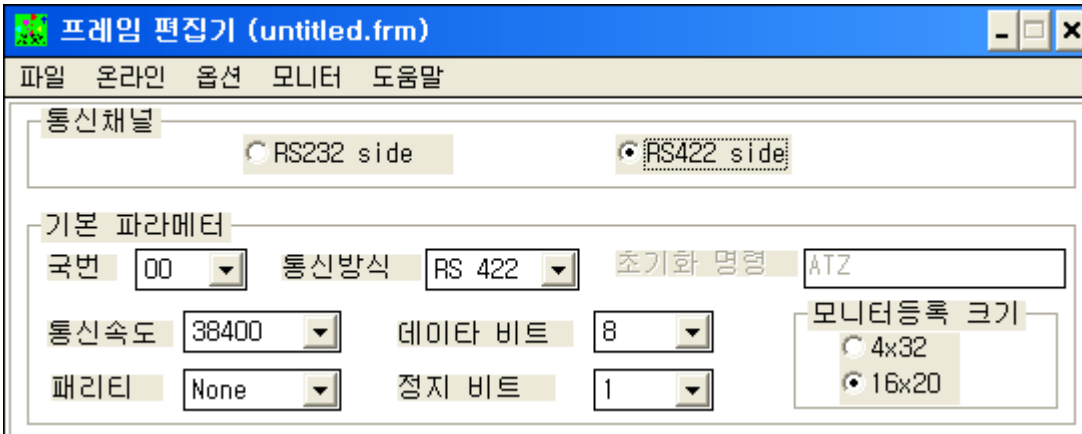 프레임 편집기 (untitled.frm)
파일 온라인 옵션 모니터 도움말
통신채널
RS232 side RS422 side
기본 파라메터
국번 00 통신방식 RS 422 초기화 명령 ATZ
통신속도 38400 데이타 비트 8 모니터등록 크기
4x32
패리티 None 정지 비트 1 16x20